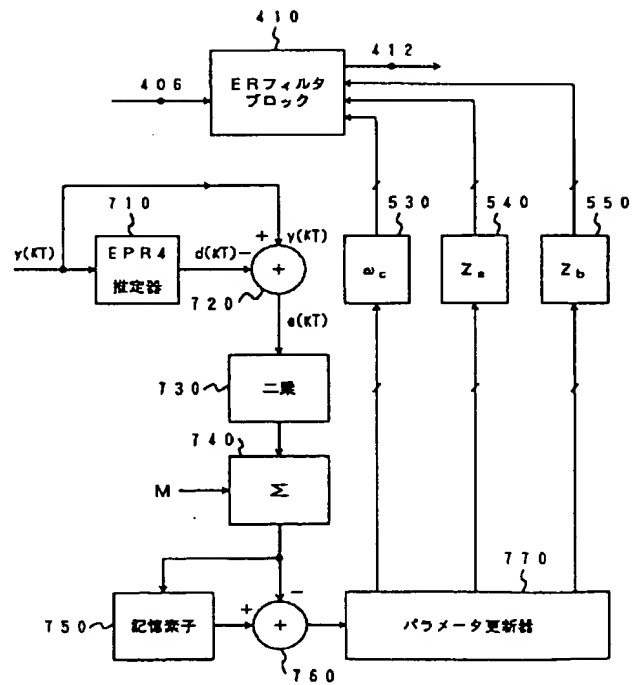 410
412
406
ERフィルタ
ブロック
710
530
540
550
y(KT)
EPR4
推定器
d(KT)
−
+
y(KT)
+
720
ωc
Za
Zb
e(KT)
730
二乗
740
M
Σ
770
750
記憶素子
+
−
+
760
パラメータ更新器